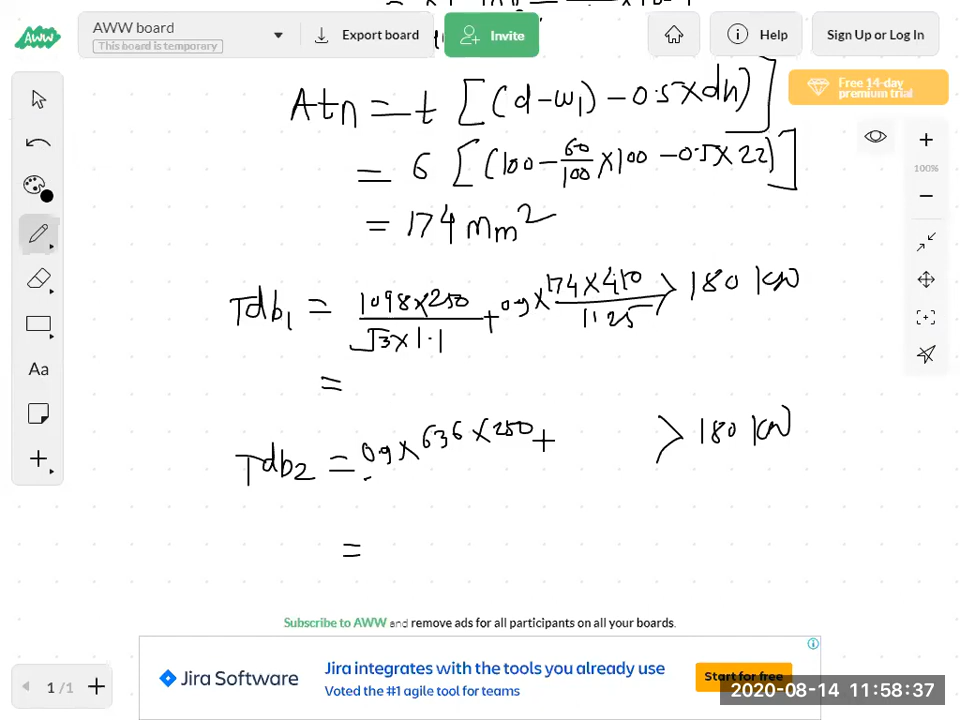 AWW board
This board is temporary
Export board
Invite
Help
Sign Up or Log In
Free 14-day premium trial
100%
Atn = t [(d-w1) - 0.5×dh)]
= 6 [(100 - 60/100 ×100 - 0.5×22)]
= 174 mm2
Tdb1 = 1098×250/√3×1.1 + 0.9 × 174×410/1.25 > 180 kN
=
Tdb2 = 0.9×636×250 + > 180 kN
=
Aa
Subscribe to AWW and remove ads for all participants on all your boards.
Jira Software
Jira integrates with the tools you already use
Voted the #1 agile tool for teams
Start for free
1 /1
2020-08-14 11:58:37